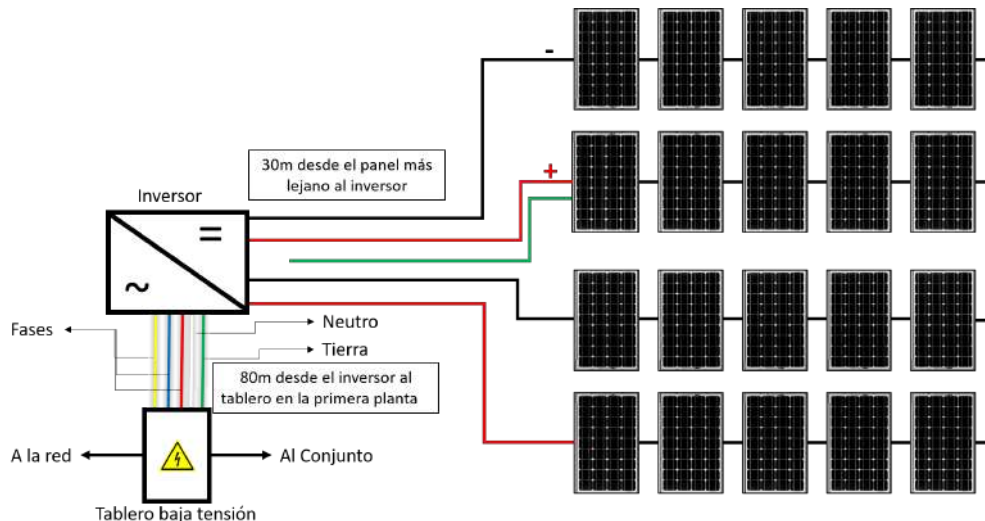 -
30m desde el panel más
lejano al inversor
+
Inversor
=
~
Fases
Neutro
Tierra
80m desde el inversor al
tablero en la primera planta
A la red
Al Conjunto
Tablero baja tensión